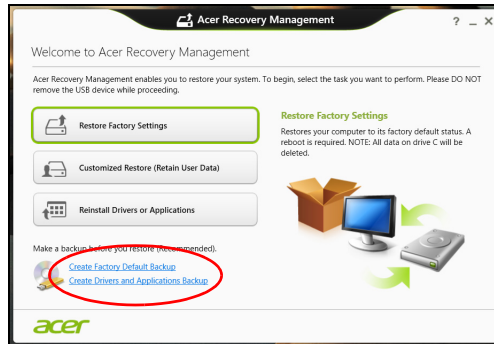 Acer Recovery Management
Welcome to Acer Recovery Management
Acer Recovery Management enables you to restore your system. To begin, select the task you want to perform. Please DO NOT
remove the USB device while proceeding.
Restore Factory Settings
Customized Restore (Retain User Data)
Reinstall Drivers or Applications
Restore Factory Settings
Restores your computer to its factory default status. A
reboot is required. NOTE: All data on drive C will be
deleted.
Make a backup before you restore (Recommended).
Create Factory Default Backup
Create Drivers and Applications Backup
acer